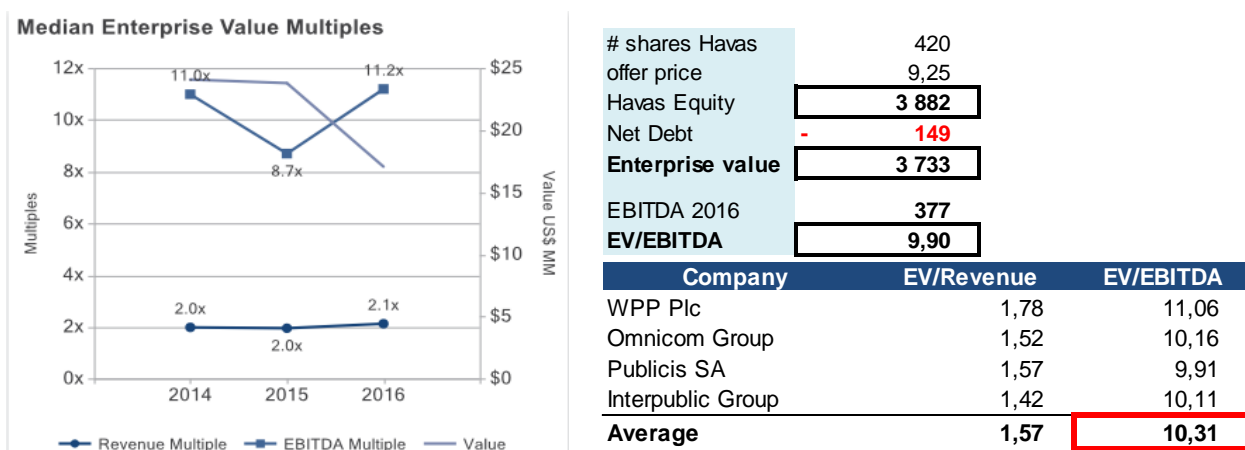 Median Enterprise Value Multiples
12x
10x
8x
6x
4x
2x
0x
Multiples
11.0x
8.7x
11.2x
2.0x
2.0x
2.1x
$25
$20
$15
$10
$5
$0
Value US$ MM
2014 2015 2016
Revenue Multiple EBITDA Multiple Value
# shares Havas 420
offer price 9,25
Havas Equity 3 882
Net Debt - 149
Enterprise value 3 733
EBITDA 2016 377
EV/EBITDA 9,90
Company EV/Revenue EV/EBITDA
WPP Plc 1,78 11,06
Omnicom Group 1,52 10,16
Publicis SA 1,57 9,91
Interpublic Group 1,42 10,11
Average 1,57 10,31